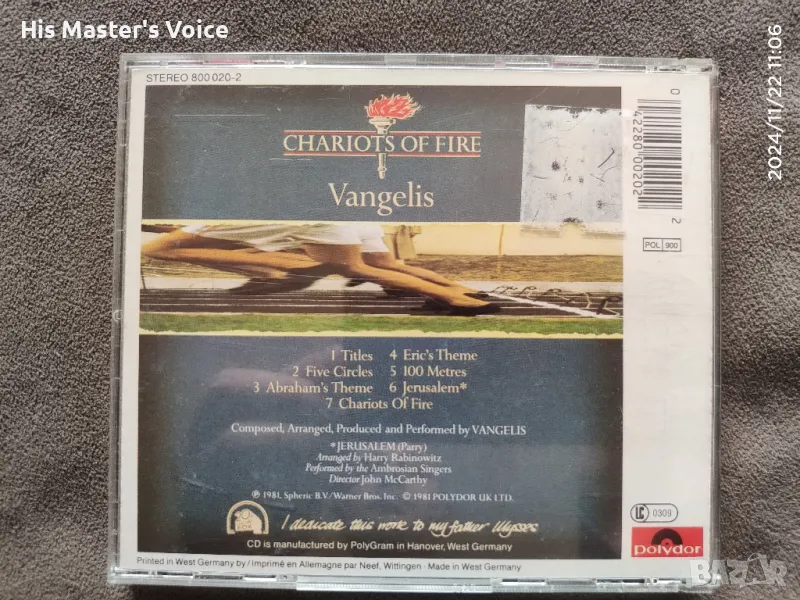 His Master's Voice
2024/11/22 11:06
STEREO 800 020-2
CHARIOTS OF FIRE
Vangelis
0
42280 00202
2
POL 900
1 Titles
2 Five Circles
3 Abraham's Theme
4 Eric's Theme
5 100 Metres
6 Jerusalem*
7 Chariots Of Fire
Composed, Arranged, Produced and Performed by VANGELIS
*JERUSALEM (Parry)
Arranged by Harry Rabinowitz
Performed by the Ambrosian Singers
Director John McCarthy
℗ 1981, Spheric B.V./Warner Bros. Inc. © 1981 POLYDOR UK LTD.
I dedicate this work to my father Ulysses
CD is manufactured by PolyGram in Hanover, West Germany
LC 0309
Polydor
Printed in West Germany by / Imprimé en Allemagne par Neef, Wittingen · Made in West Germany
BAZAR